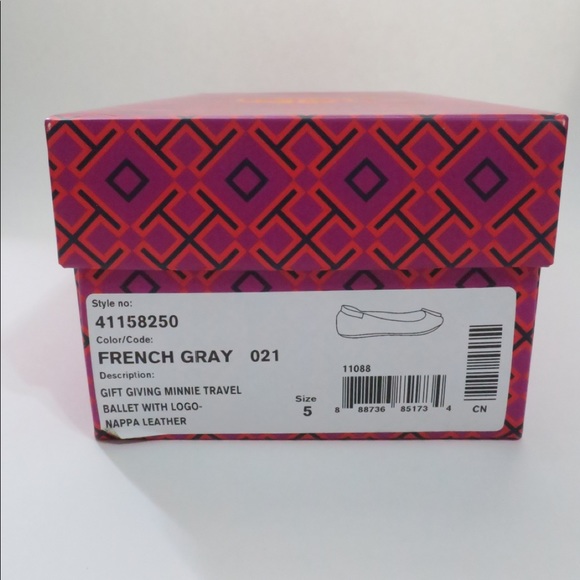 Style no:
41158250
Color/Code:
FRENCH GRAY 021
Description:
GIFT GIVING MINNIE TRAVEL
BALLET WITH LOGO-
NAPPA LEATHER
Size
5
11088
8 88736 85173 4
CN